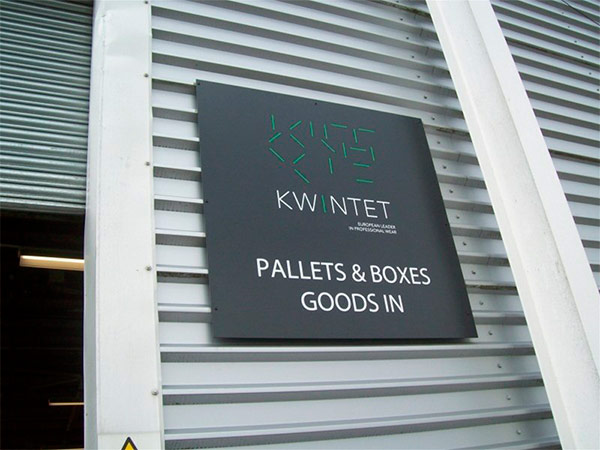 KWINTET
EUROPEAN LEADER
IN PROFESSIONAL WEAR
PALLETS & BOXES
GOODS IN